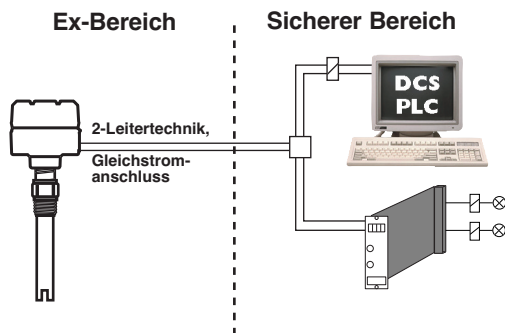 Ex-Bereich
Sicherer Bereich
2-Leitertechnik,
Gleichstrom-
anschluss
DCS
PLC